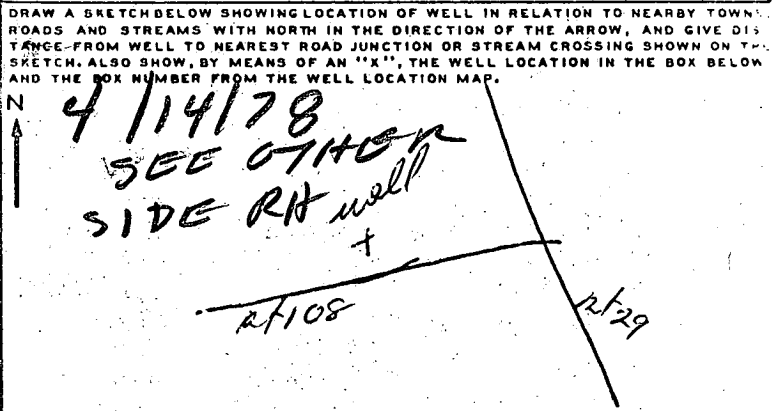 DRAW A SKETCH BELOW SHOWING LOCATION OF WELL IN RELATION TO NEARBY TOWNS
ROADS AND STREAMS WITH NORTH IN THE DIRECTION OF THE ARROW, AND GIVE DIS
TANCE FROM WELL TO NEAREST ROAD JUNCTION OR STREAM CROSSING SHOWN ON THE
SKETCH. ALSO SHOW, BY MEANS OF AN "X", THE WELL LOCATION IN THE BOX BELOW
AND THE BOX NUMBER FROM THE WELL LOCATION MAP.
N
4/14/78
SEE OTHER
SIDE RH
well
+
rt 108
rt 29